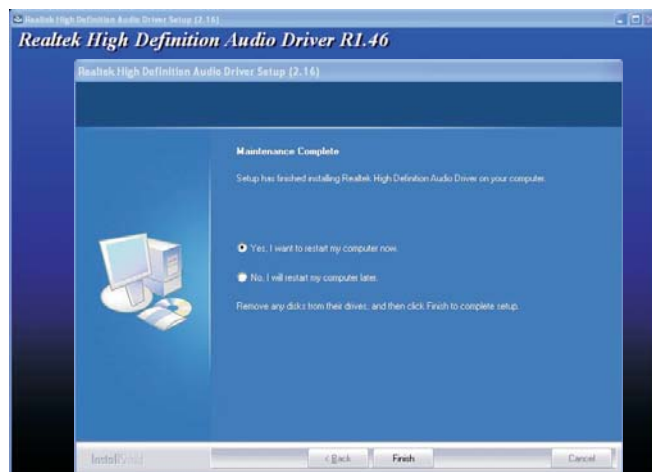 Realtek High Definition Audio Driver Setup (2.16)
Realtek High Definition Audio Driver R1.46
Realtek High Definition Audio Driver Setup (2.16)
Maintenance Complete
Setup has finished installing Realtek High Definition Audio Driver on your computer.
Yes, I want to restart my computer now.
No, I will restart my computer later.
Remove any disks from their drives, and then click Finish to complete setup.
InstallShield
< Back
Finish
Cancel